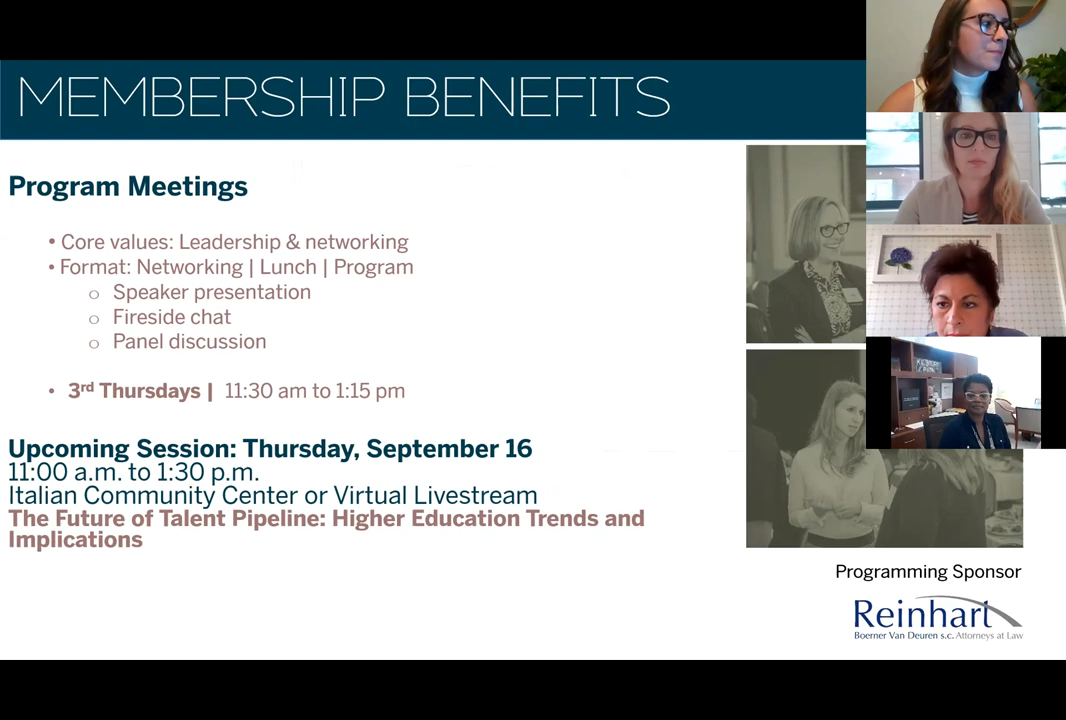 MEMBERSHIP BENEFITS
Program Meetings
• Core values: Leadership & networking
• Format: Networking | Lunch | Program
o Speaker presentation
o Fireside chat
o Panel discussion
• 3rd Thursdays | 11:30 am to 1:15 pm
Upcoming Session: Thursday, September 16
11:00 a.m. to 1:30 p.m.
Italian Community Center or Virtual Livestream
The Future of Talent Pipeline: Higher Education Trends and
Implications
Programming Sponsor
Reinhart
Boerner Van Deuren s.c. Attorneys at Law